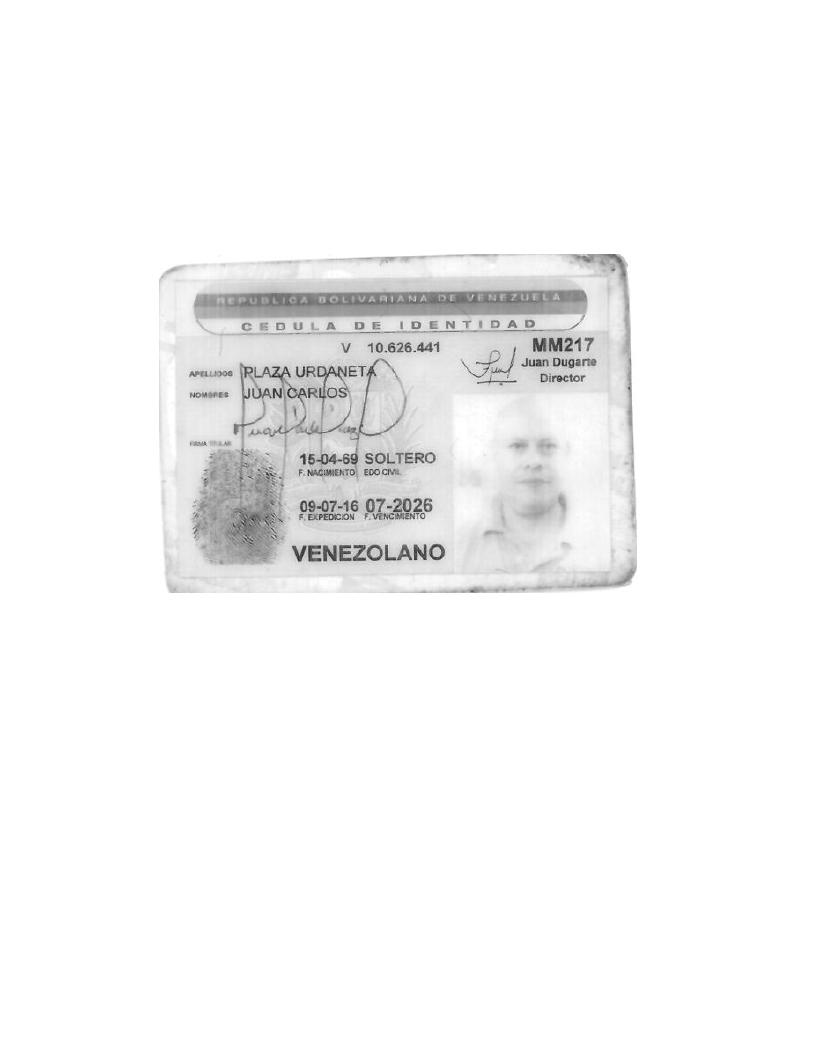 REPUBLICA BOLIVARIANA DE VENEZUELA
CEDULA DE IDENTIDAD
V 10.626.441
MM217
Juan Dugarte
Director
APELLIDOS PLAZA URDANETA
NOMBRES JUAN CARLOS
FIRMA TITULAR
15-04-69 SOLTERO
F. NACIMIENTO EDO CIVIL
09-07-16 07-2026
F. EXPEDICION F. VENCIMIENTO
VENEZOLANO